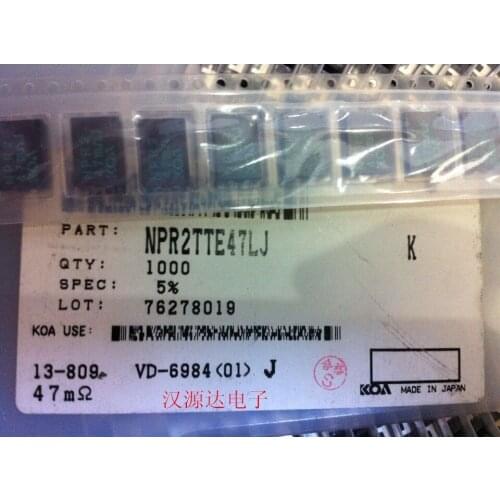 PART: NPR2TTE47LJ
K
QTY: 1000
SPEC: 5%
LOT: 76278019
KOA USE:
13-809 VD-6984(01) J
47mΩ
KOA MADE IN JAPAN
汉源达电子